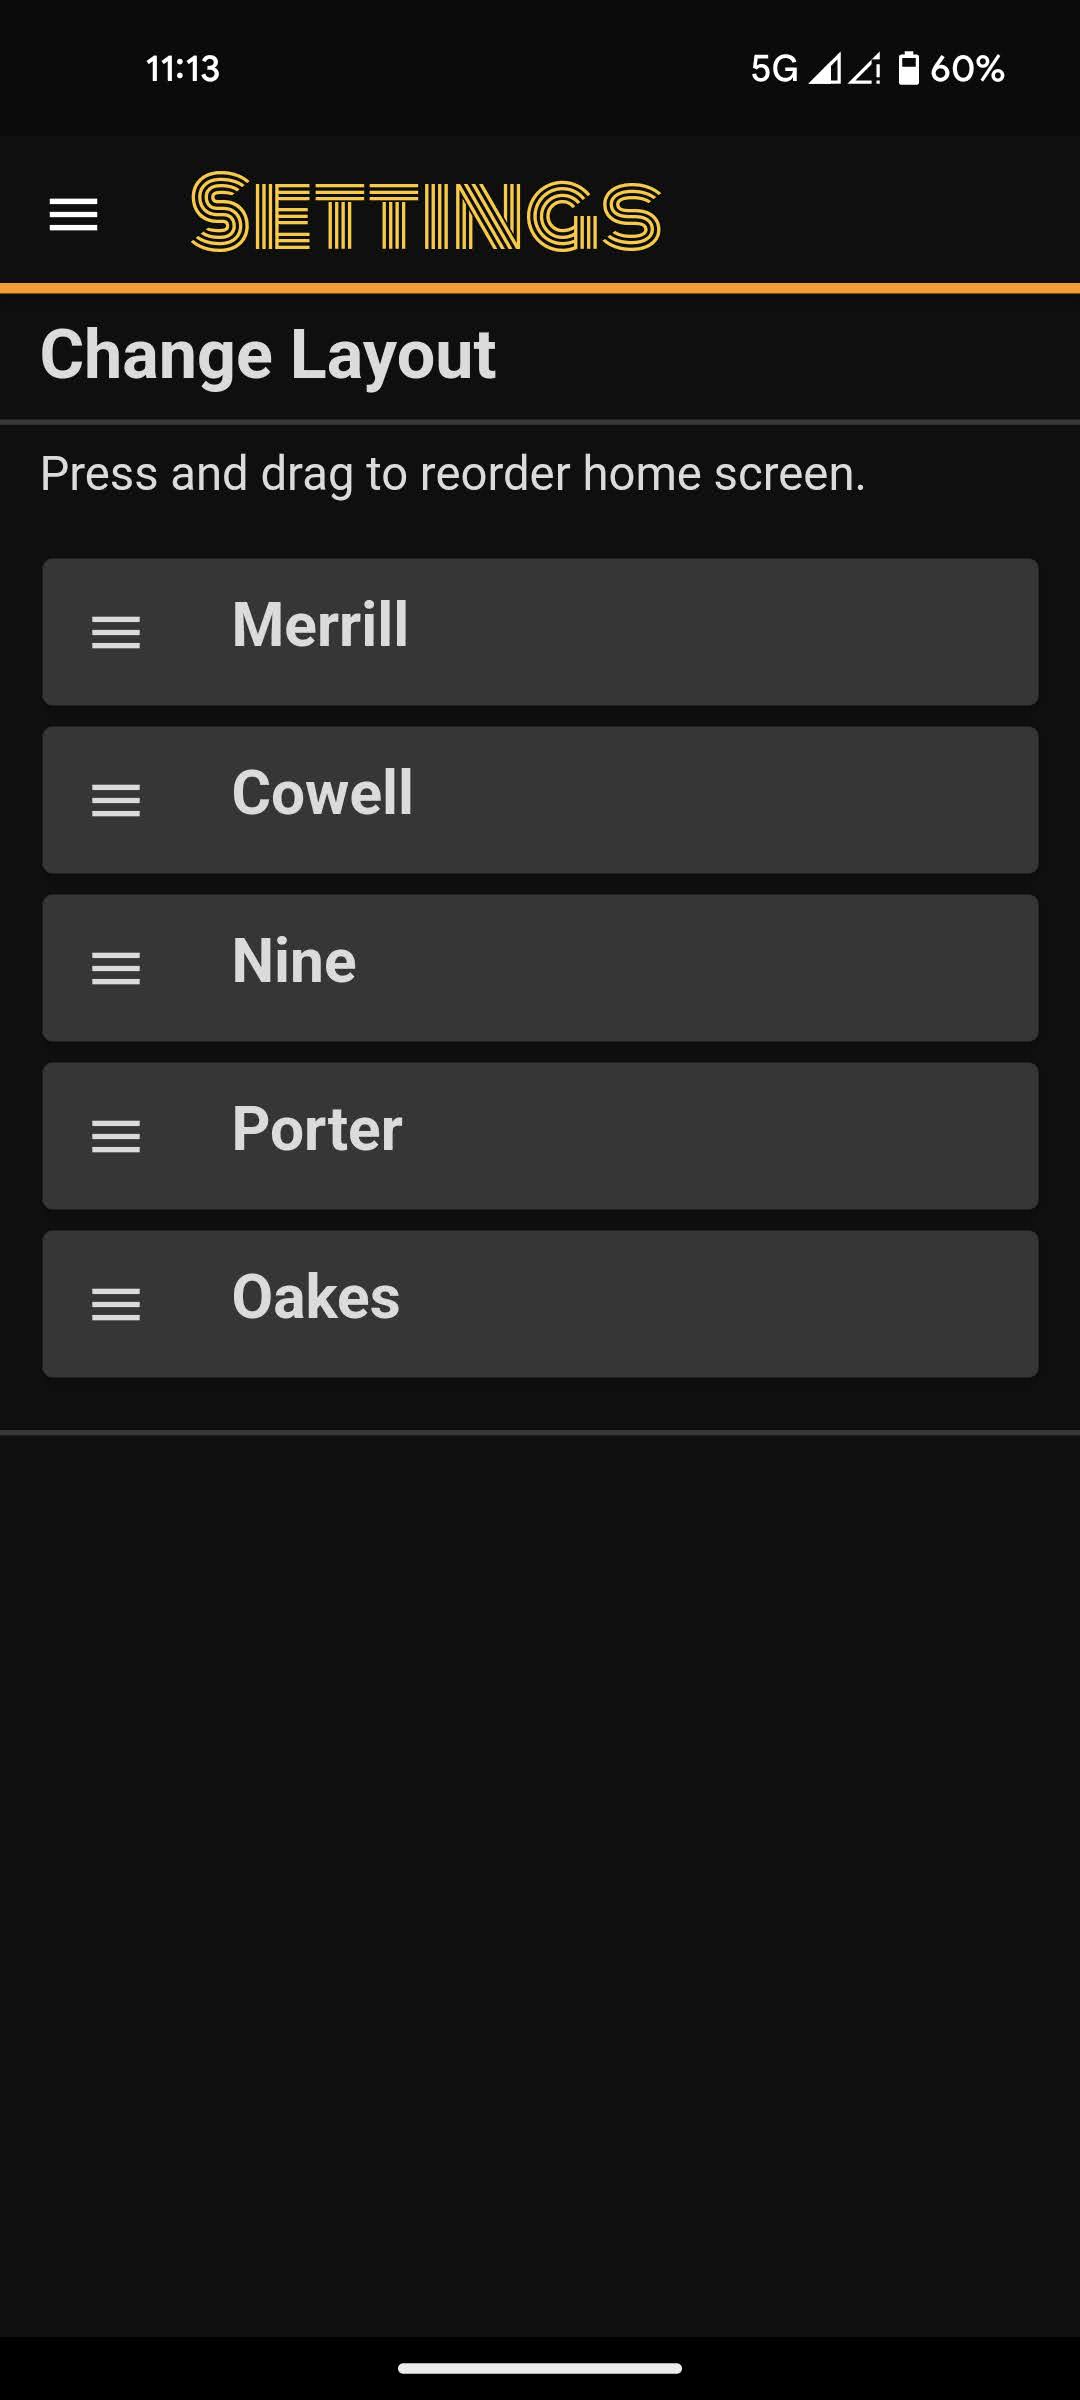 11:13
5G 60%
Settings
Change Layout
Press and drag to reorder home screen.
Merrill
Cowell
Nine
Porter
Oakes